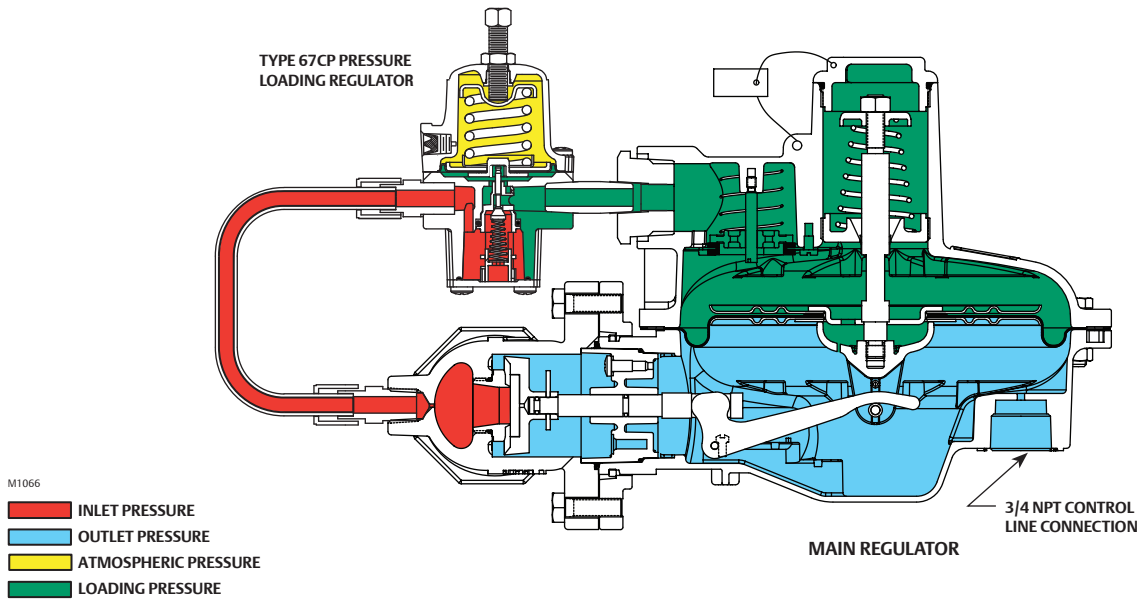 TYPE 67CP PRESSURE
LOADING REGULATOR
M1066
INLET PRESSURE
OUTLET PRESSURE
ATMOSPHERIC PRESSURE
LOADING PRESSURE
3/4 NPT CONTROL
LINE CONNECTION
MAIN REGULATOR